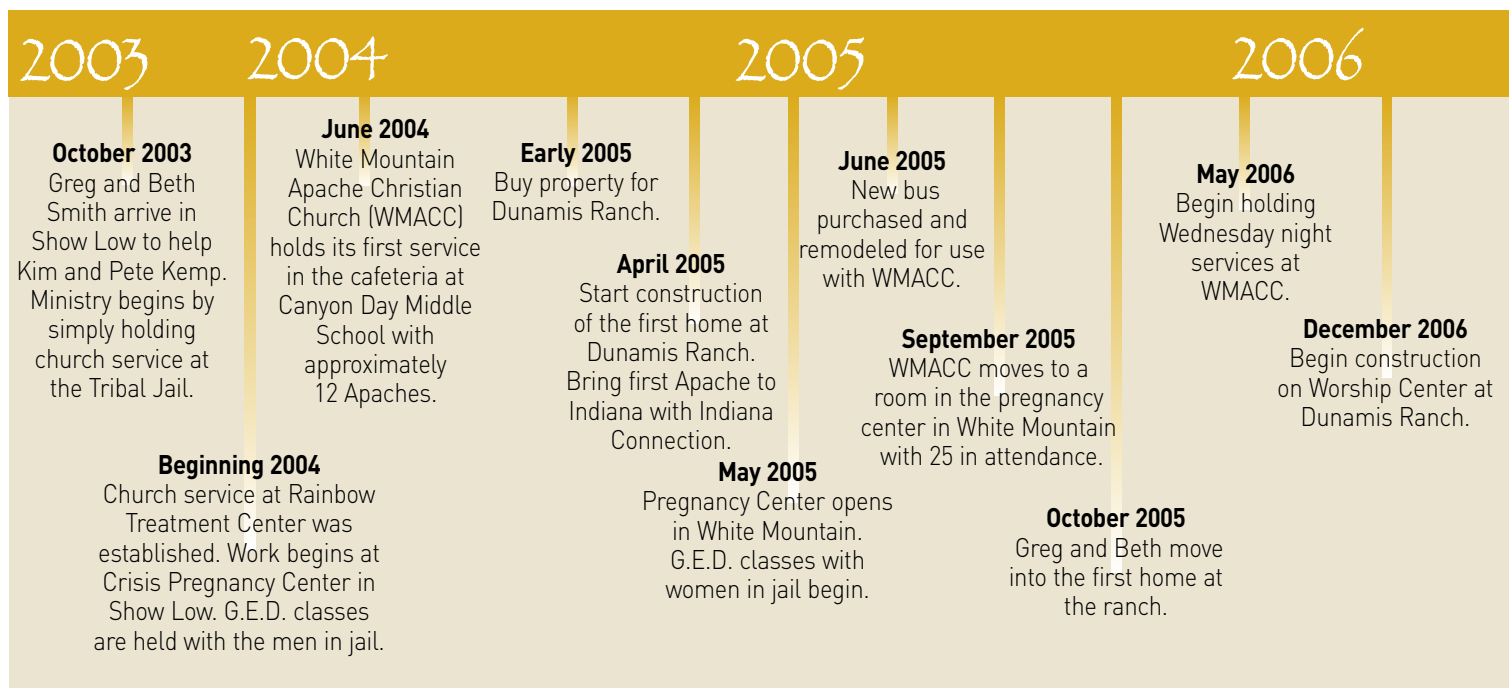 2003
2004
2005
2006
October 2003
Greg and Beth
Smith arrive in
Show Low to help
Kim and Pete Kemp.
Ministry begins by
simply holding
church service at
the Tribal Jail.
Beginning 2004
Church service at Rainbow
Treatment Center was
established. Work begins at
Crisis Pregnancy Center in
Show Low. G.E.D. classes
are held with the men in jail.
June 2004
White Mountain
Apache Christian
Church (WMACC)
holds its first service
in the cafeteria at
Canyon Day Middle
School with
approximately
12 Apaches.
Early 2005
Buy property for
Dunamis Ranch.
April 2005
Start construction
of the first home at
Dunamis Ranch.
Bring first Apache to
Indiana with Indiana
Connection.
May 2005
Pregnancy Center opens
in White Mountain.
G.E.D. classes with
women in jail begin.
June 2005
New bus
purchased and
remodeled for use
with WMACC.
September 2005
WMACC moves to a
room in the pregnancy
center in White Mountain
with 25 in attendance.
October 2005
Greg and Beth move
into the first home at
the ranch.
May 2006
Begin holding
Wednesday night
services at
WMACC.
December 2006
Begin construction
on Worship Center at
Dunamis Ranch.